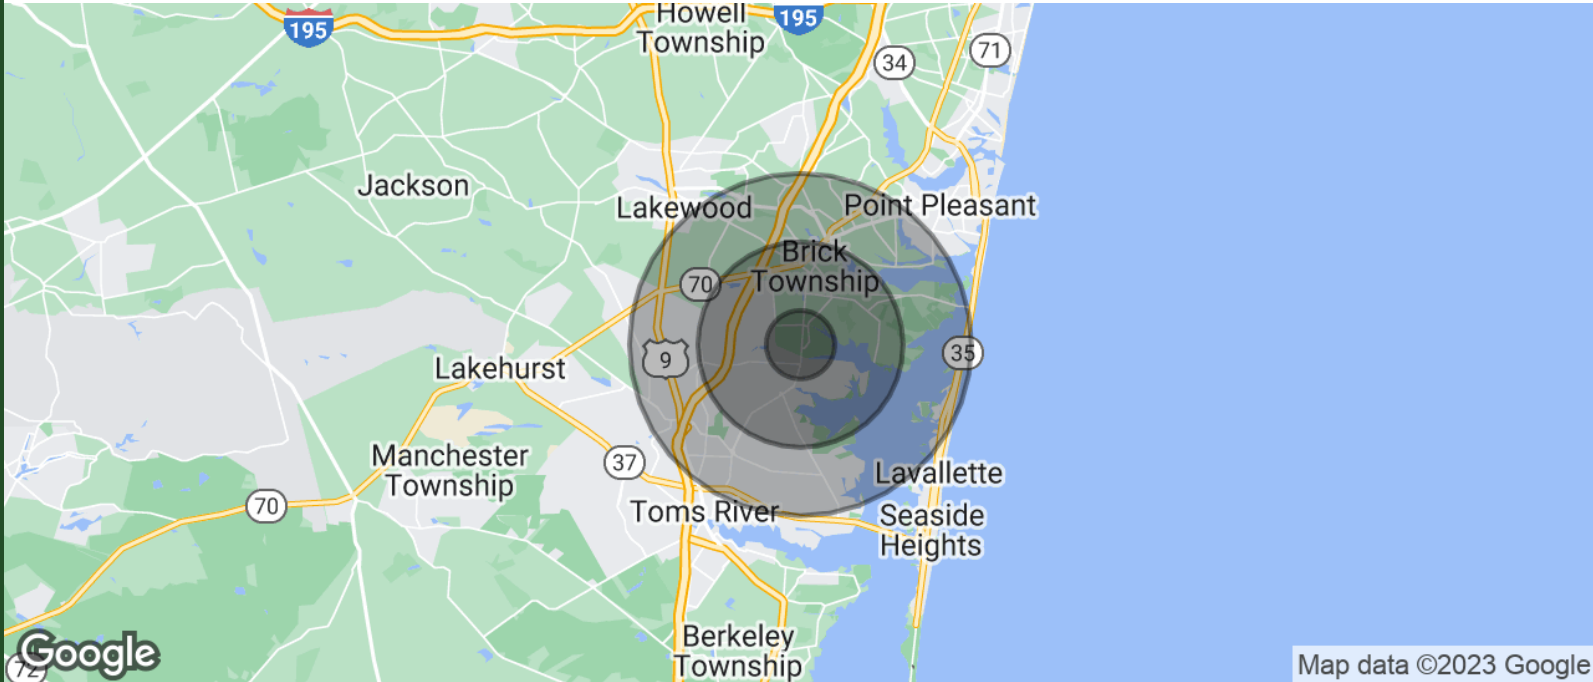 Howell
Township
195
195
34
71
Jackson
Lakewood
Point Pleasant
Brick
Township
70
9
35
Lakehurst
Manchester
Township
37
Lavallette
70
Toms River
Seaside
Heights
Berkeley
Township
Google
72
Map data ©2023 Google